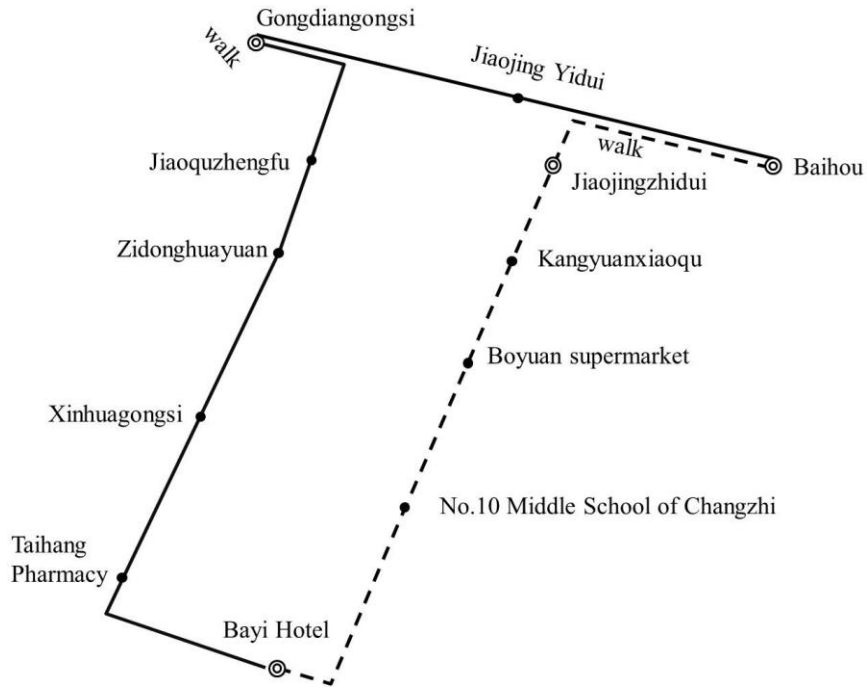 Gongdiangongsi
walk
Jiaojing Yidui
walk
Baihou
Jiaoquzhengfu
Jiaojingzhidui
Zidonghuayuan
Kangyuanxiaoqu
Boyuan supermarket
Xinhuagongsi
No.10 Middle School of Changzhi
Taihang
Pharmacy
Bayi Hotel